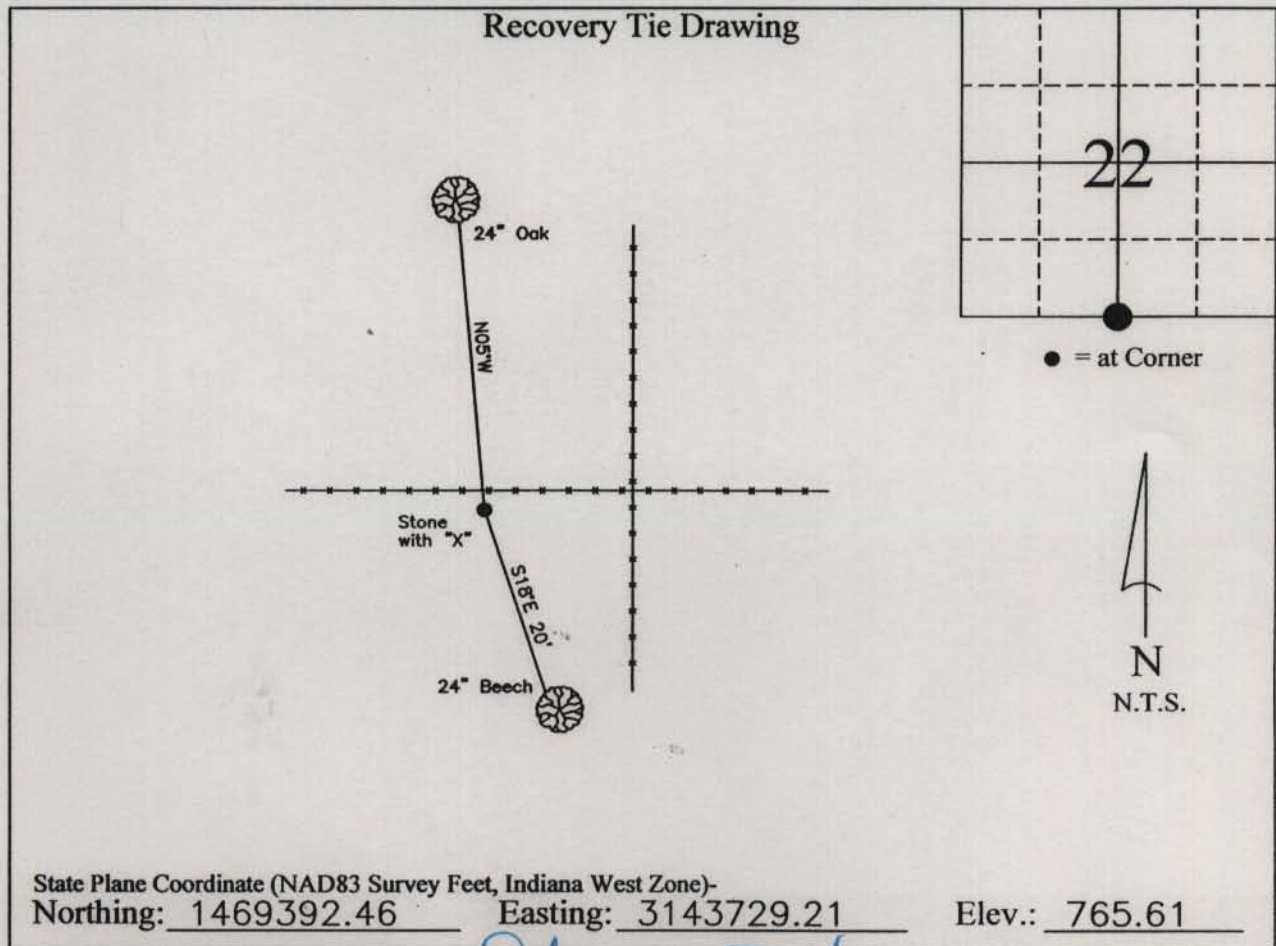 Recovery Tie Drawing
22
= at Corner
24" Oak
N05°W
Stone
with "X"
S18°E 20'
24" Beech
N
N.T.S.
State Plane Coordinate (NAD83 Survey Feet, Indiana West Zone)-
Northing: 1469392.46 Easting: 3143729.21 Elev.: 765.61